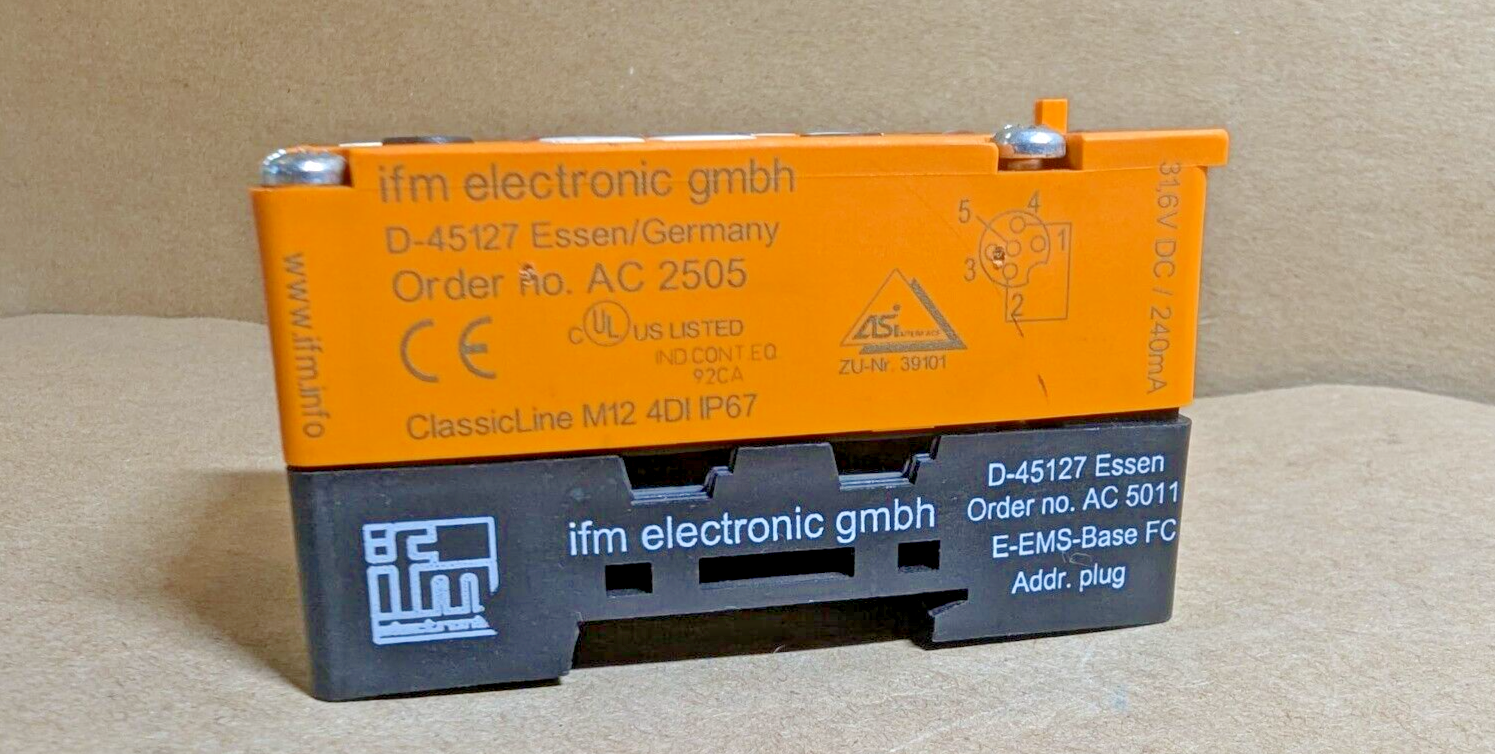 ifm electronic gmbh
D-45127 Essen/Germany
Order no. AC 2505
CE
c UL US LISTED
IND CONT EQ
92CA
ClassicLine M12 4DI IP67
www.ifm.info
5
4
1
3
2
ASi
ZU-Nr. 39101
31,6V DC / 240mA
ifm electronic gmbh
D-45127 Essen
Order no. AC 5011
E-EMS-Base FC
Addr. plug
ifm
electronic